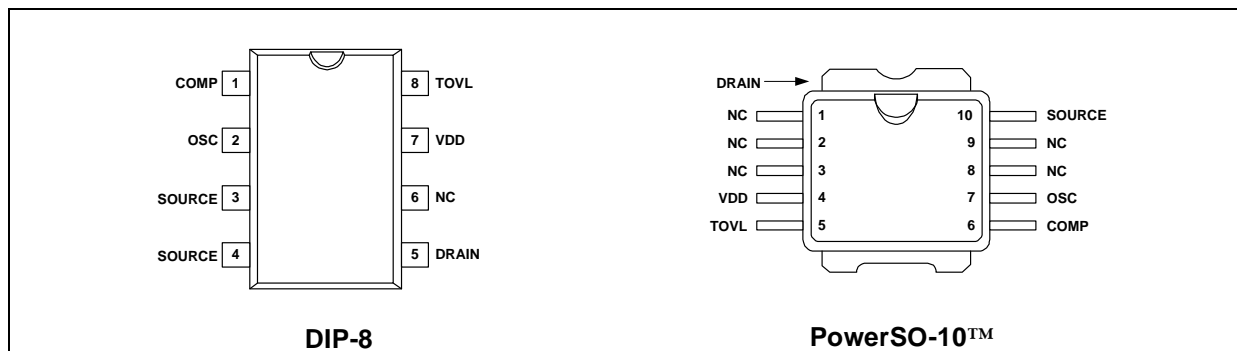 COMP 1 8 TOVL
OSC 2 7 VDD
SOURCE 3 6 NC
SOURCE 4 5 DRAIN
DIP-8
DRAIN
NC 1 10 SOURCE
NC 2 9 NC
NC 3 8 NC
VDD 4 7 OSC
TOVL 5 6 COMP
PowerSO-10™